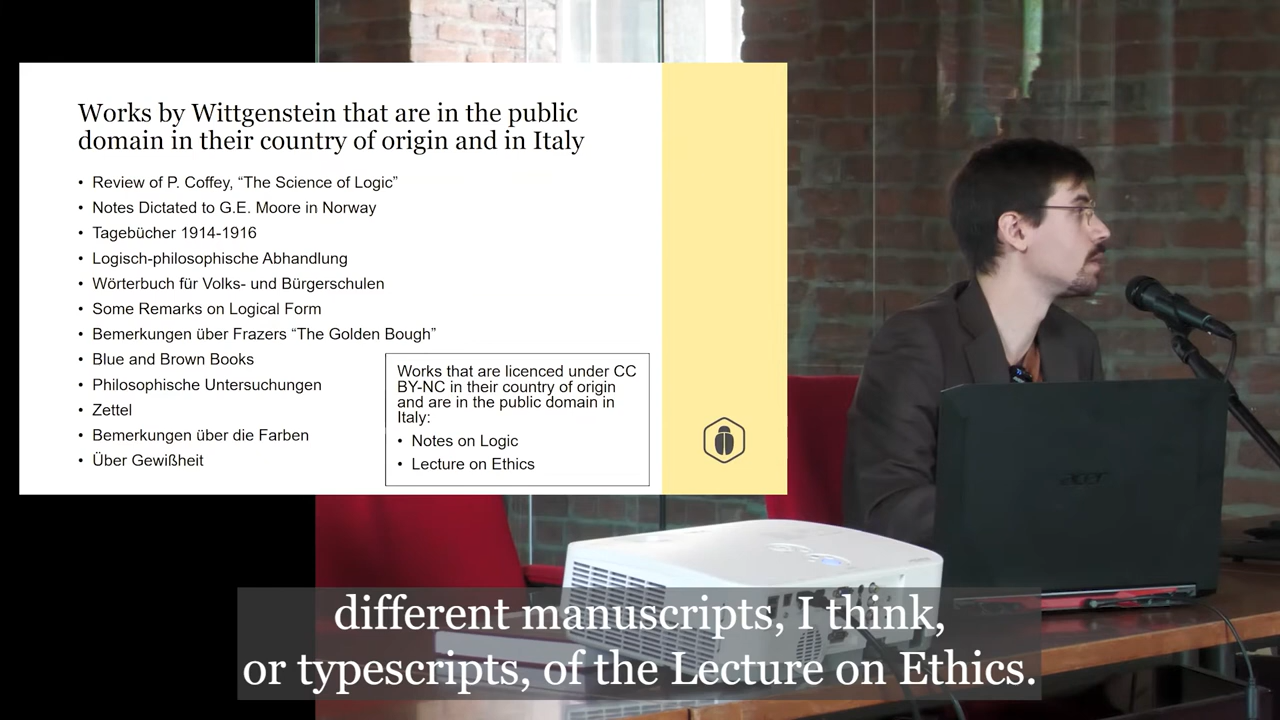 Works by Wittgenstein that are in the public
domain in their country of origin and in Italy
• Review of P. Coffey, “The Science of Logic”
• Notes Dictated to G.E. Moore in Norway
• Tagebücher 1914-1916
• Logisch-philosophische Abhandlung
• Wörterbuch für Volks- und Bürgerschulen
• Some Remarks on Logical Form
• Bemerkungen über Frazers “The Golden Bough”
• Blue and Brown Books
• Philosophische Untersuchungen
• Zettel
• Bemerkungen über die Farben
• Über Gewißheit
Works that are licenced under CC
BY-NC in their country of origin
and are in the public domain in
Italy:
• Notes on Logic
• Lecture on Ethics
acer
different manuscripts, I think,
or typescripts, of the Lecture on Ethics.